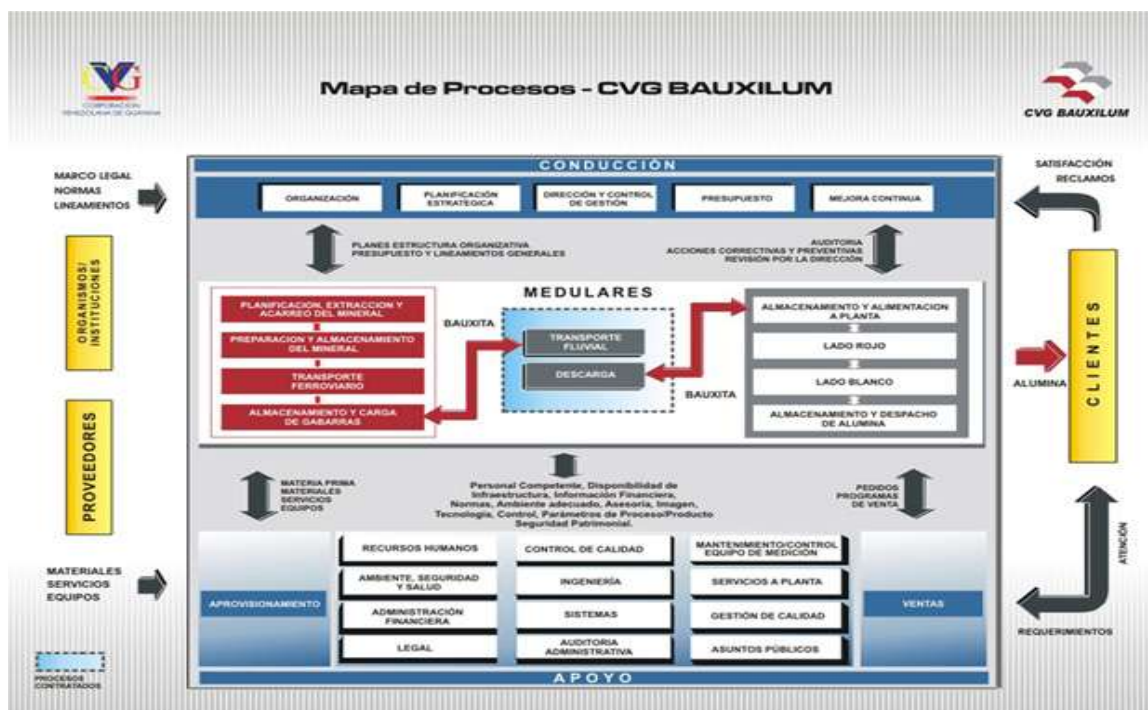 CVG
CORPORACIÓN
VENEZOLANA DE GUAYANA
Mapa de Procesos - CVG BAUXILUM
CVG BAUXILUM
MARCO LEGAL
NORMAS
LINEAMIENTOS
ORGANISMOS/
INSTITUCIONES
PROVEEDORES
MATERIALES
SERVICIOS
EQUIPOS
PROCESOS
CONTRATADOS
CONDUCCIÓN
ORGANIZACIÓN
PLANIFICACIÓN
ESTRATÉGICA
DIRECCIÓN Y CONTROL
DE GESTIÓN
PRESUPUESTO
MEJORA CONTINUA
PLANES ESTRUCTURA ORGANIZATIVA
PRESUPUESTO Y LINEAMIENTOS GENERALES
AUDITORIA
ACCIONES CORRECTIVAS Y PREVENTIVAS
REVISIÓN POR LA DIRECCIÓN
MEDULARES
PLANIFICACIÓN, EXTRACCION Y
ACARREO DEL MINERAL
PREPARACION Y ALMACENAMIENTO
DEL MINERAL
TRANSPORTE
FERROVIARIO
ALMACENAMIENTO Y CARGA
DE GABARRAS
BAUXITA
TRANSPORTE
FLUVIAL
DESCARGA
BAUXITA
ALMACENAMIENTO Y ALIMENTACION
A PLANTA
LADO ROJO
LADO BLANCO
ALMACENAMIENTO Y DESPACHO
DE ALUMINA
MATERIA PRIMA
MATERIALES
SERVICIOS
EQUIPOS
Personal Competente, Disponibilidad de
Infraestructura, Información Financiera,
Normas, Ambiente adecuado, Asesoría, Imagen,
Tecnología, Control, Parámetros de Proceso/Producto
Seguridad Patrimonial.
PEDIDOS
PROGRAMAS
DE VENTA
APROVISIONAMIENTO
RECURSOS HUMANOS
AMBIENTE, SEGURIDAD
Y SALUD
ADMINISTRACIÓN
FINANCIERA
LEGAL
CONTROL DE CALIDAD
INGENIERÍA
SISTEMAS
AUDITORIA
ADMINISTRATIVA
MANTENIMIENTO/CONTROL
EQUIPO DE MEDICIÓN
SERVICIOS A PLANTA
GESTIÓN DE CALIDAD
ASUNTOS PÚBLICOS
VENTAS
APOYO
SATISFACCIÓN
RECLAMOS
CLIENTES
ALUMINA
ATENCIÓN
REQUERIMIENTOS